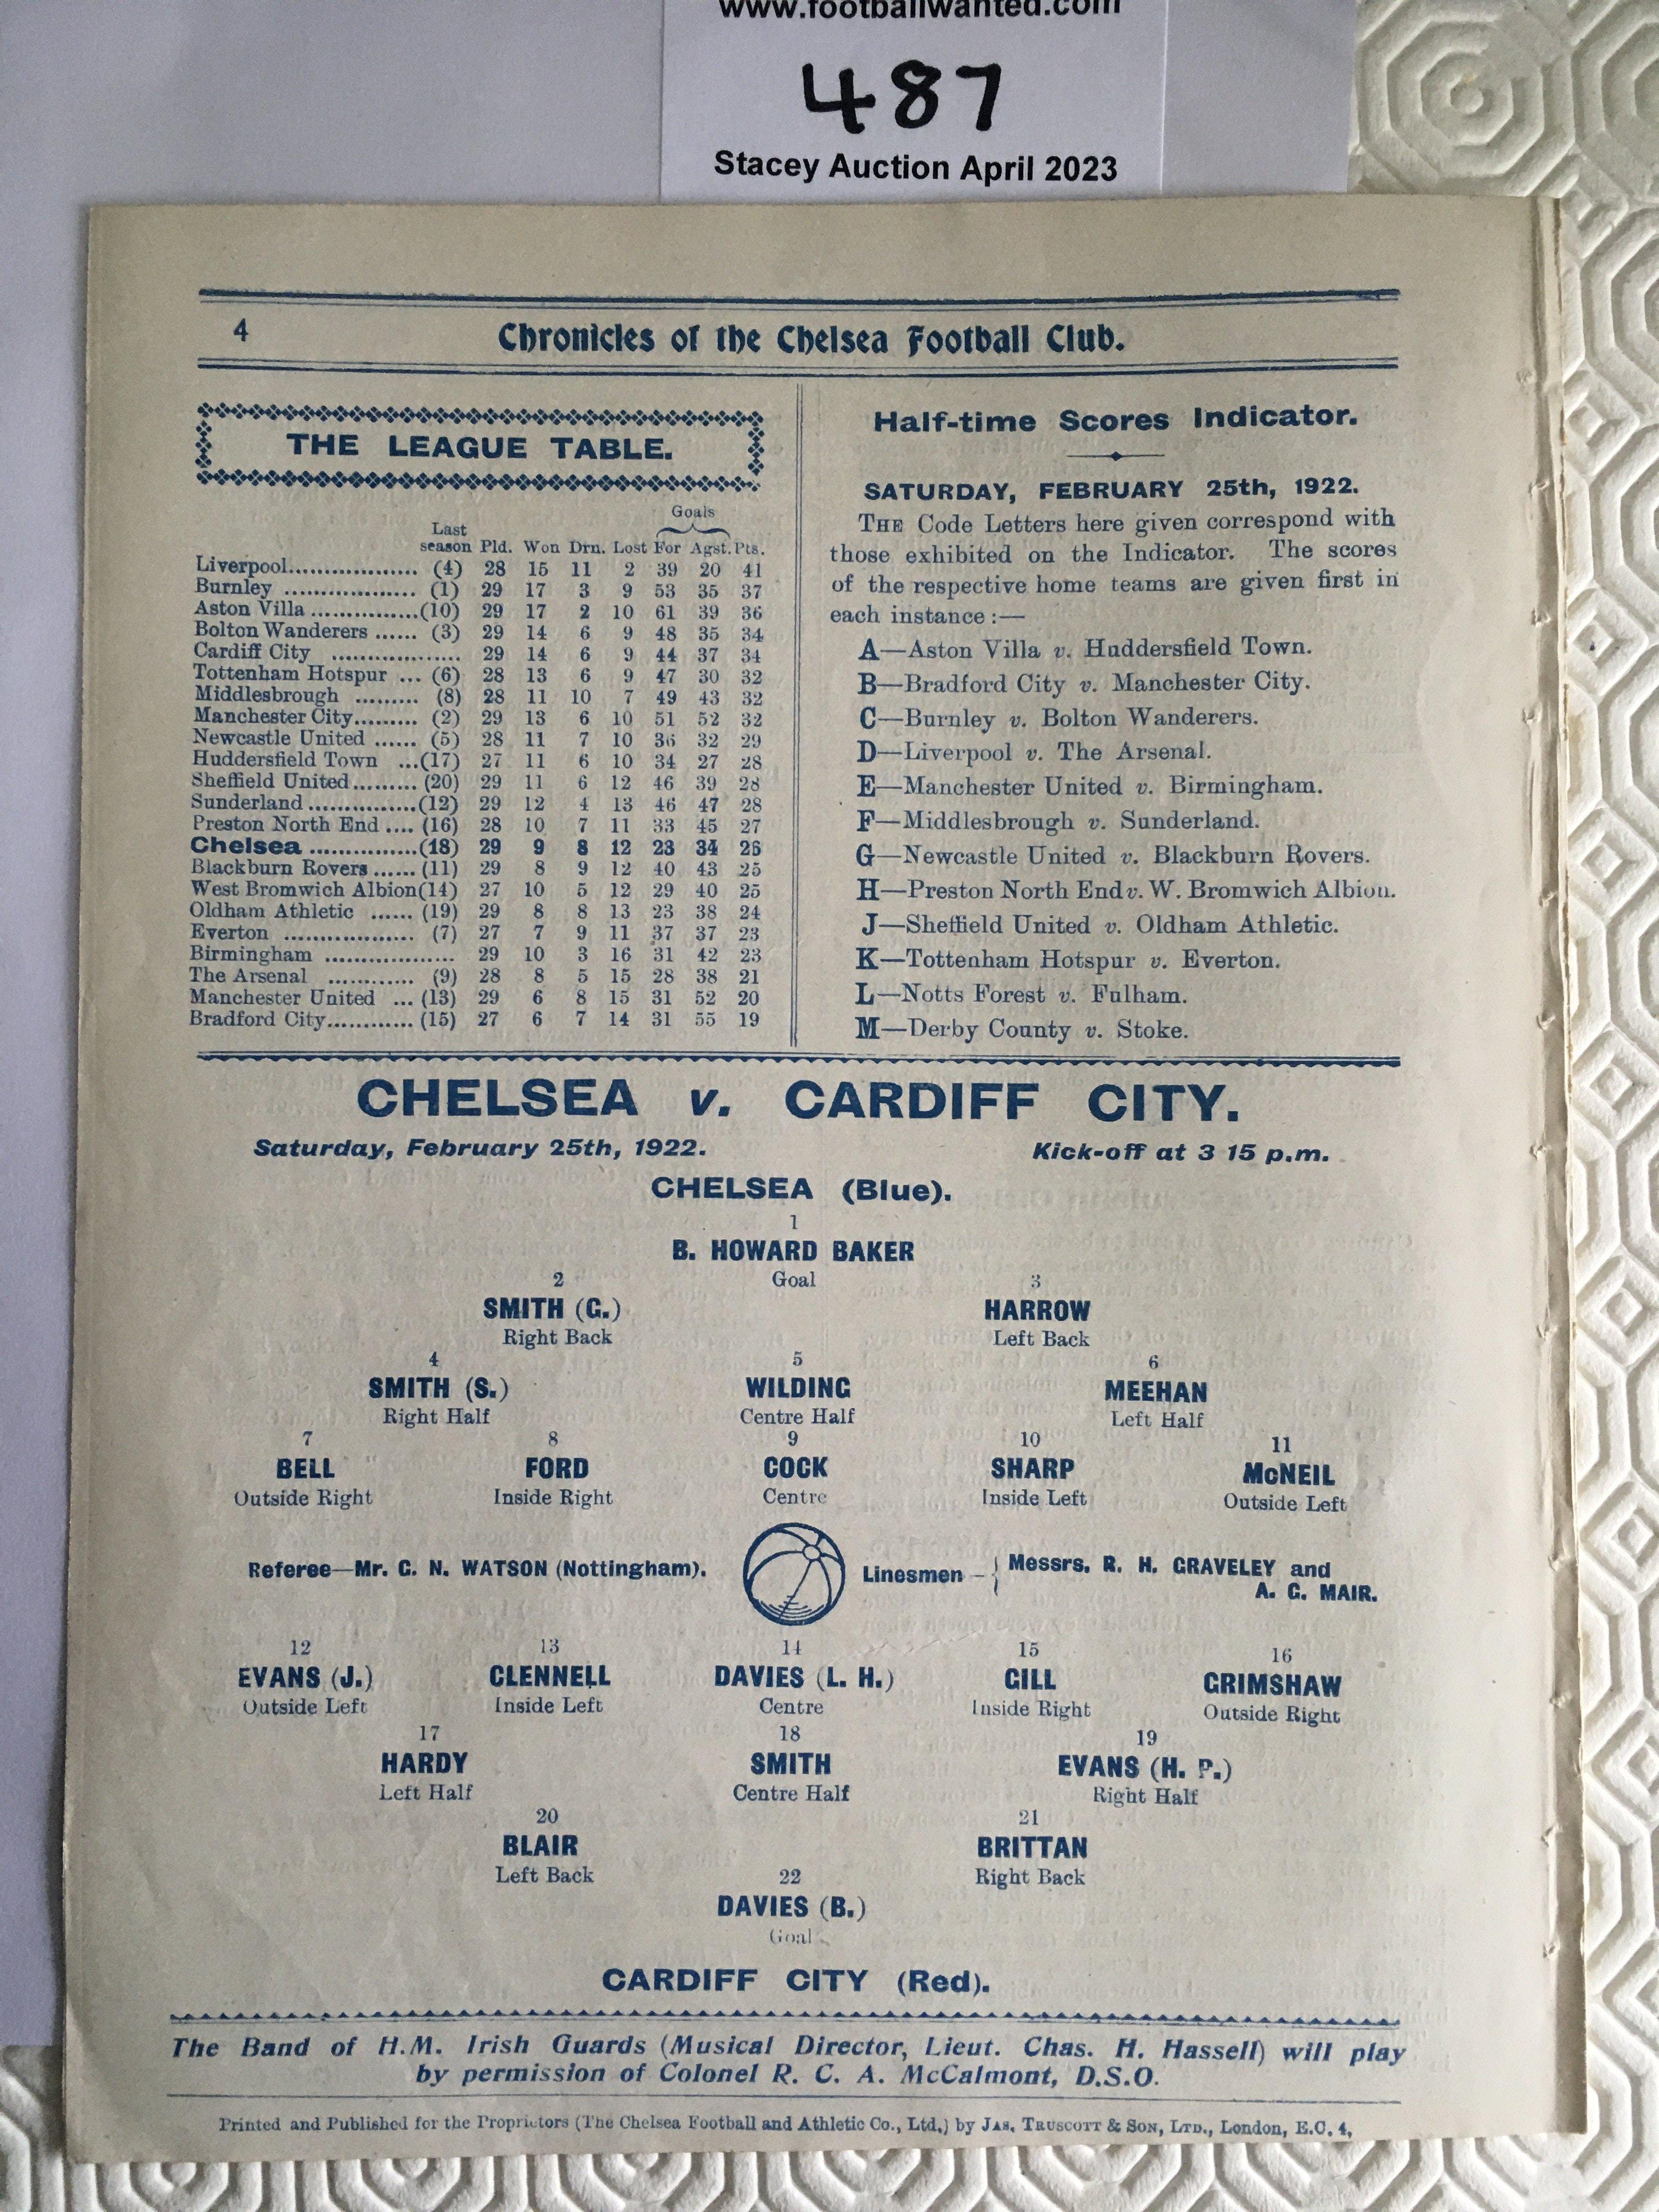 www.footballwanted.com
487
Stacey Auction April 2023
4
Chronicles of the Chelsea Football Club.
THE LEAGUE TABLE.
Goals
Last
season Pld. Won Drn. Lost For Agst. Pts.
Liverpool.................. (4) 28 15 11 2 39 20 41
Burnley ................... (1) 29 17 3 9 53 35 37
Aston Villa ...............(10) 29 17 2 10 61 39 36
Bolton Wanderers ...... (3) 29 14 6 9 48 35 34
Cardiff City .................. 29 14 6 9 44 37 34
Tottenham Hotspur ... (6) 28 13 6 9 47 30 32
Middlesbrough ......... (8) 28 11 10 7 49 43 32
Manchester City......... (2) 29 13 6 10 51 52 32
Newcastle United ...... (5) 28 11 7 10 36 32 29
Huddersfield Town ...(17) 27 11 6 10 34 27 28
Sheffield United......... (20) 29 11 6 12 46 39 28
Sunderland ...............(12) 29 12 4 13 46 47 28
Preston North End .... (16) 28 10 7 11 33 45 27
Chelsea ...............(18) 29 9 8 12 23 34 26
Blackburn Rovers ...... (11) 29 8 9 12 40 43 25
West Bromwich Albion(14) 27 10 5 12 29 40 25
Oldham Athletic ...... (19) 29 8 8 13 23 38 24
Everton .................. (7) 27 7 9 11 37 37 23
Birmingham .................. 29 10 3 16 31 42 23
The Arsenal ............ (9) 28 8 5 15 28 38 21
Manchester United ... (13) 29 6 8 15 31 52 20
Bradford City............ (15) 27 6 7 14 31 55 19
Half-time Scores Indicator.
SATURDAY, FEBRUARY 25th, 1922.
THE Code Letters here given correspond with
those exhibited on the Indicator. The scores
of the respective home teams are given first in
each instance :—
A—Aston Villa v. Huddersfield Town.
B—Bradford City v. Manchester City.
C—Burnley v. Bolton Wanderers.
D—Liverpool v. The Arsenal.
E—Manchester United v. Birmingham.
F—Middlesbrough v. Sunderland.
G—Newcastle United v. Blackburn Rovers.
H—Preston North End v. W. Bromwich Albion.
J—Sheffield United v. Oldham Athletic.
K—Tottenham Hotspur v. Everton.
L—Notts Forest v. Fulham.
M—Derby County v. Stoke.
CHELSEA v. CARDIFF CITY.
Saturday, February 25th, 1922. Kick-off at 3 15 p.m.
CHELSEA (Blue).
1
B. HOWARD BAKER
Goal
2 3
SMITH (G.) HARROW
Right Back Left Back
4 5 6
SMITH (S.) WILDING MEEHAN
Right Half Centre Half Left Half
7 8 9 10 11
BELL FORD COCK SHARP McNEIL
Outside Right Inside Right Centre Inside Left Outside Left
Referee—Mr. C. N. WATSON (Nottingham). Linesmen – { Messrs. R. H. GRAVELEY and
A. G. MAIR.
12 13 14 15 16
EVANS (J.) CLENNELL DAVIES (L. H.) GILL GRIMSHAW
Outside Left Inside Left Centre Inside Right Outside Right
17 18 19
HARDY SMITH EVANS (H. P.)
Left Half Centre Half Right Half
20 21
BLAIR BRITTAN
Left Back Right Back
22
DAVIES (B.)
Goal
CARDIFF CITY (Red).
The Band of H.M. Irish Guards (Musical Director, Lieut. Chas. H. Hassell) will play
by permission of Colonel R. C. A. McCalmont, D.S.O.
Printed and Published for the Proprietors (The Chelsea Football and Athletic Co., Ltd.) by JAS. TRUSCOTT & SON, LTD., London, E.C. 4,